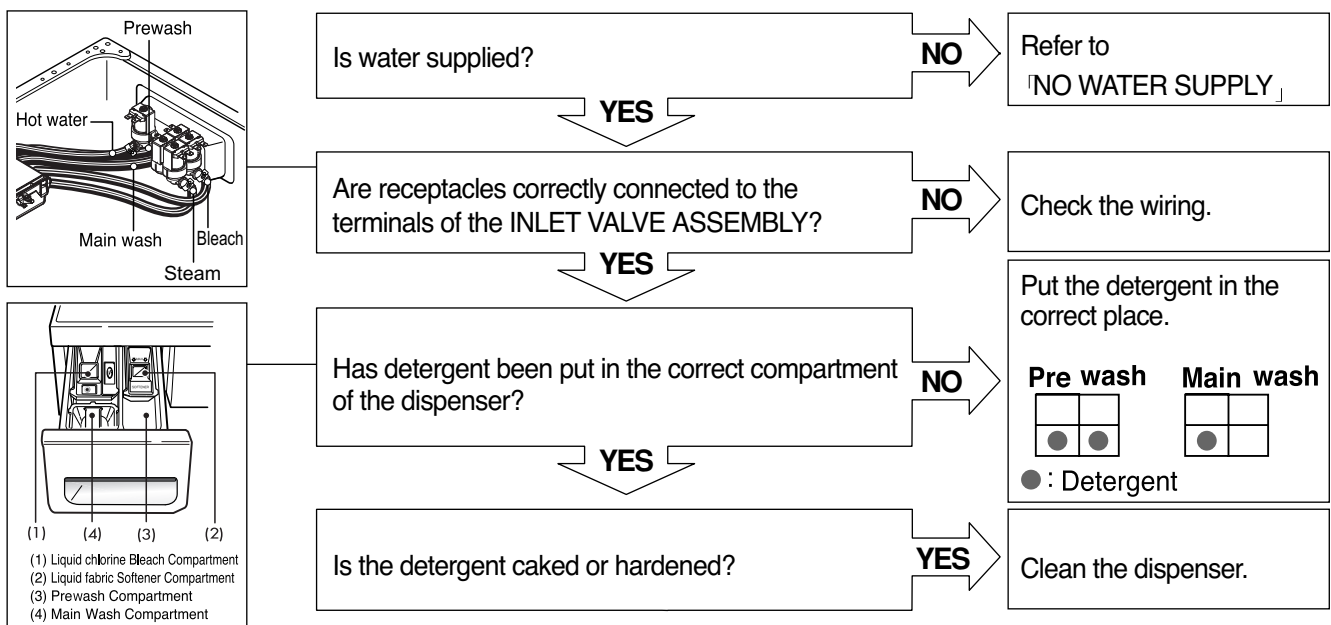 Prewash
Hot water
Main wash
Bleach
Steam
Is water supplied?
NO
Refer to
「NO WATER SUPPLY」
YES
Are receptacles correctly connected to the
terminals of the INLET VALVE ASSEMBLY?
NO
Check the wiring.
YES
(1) (4) (3) (2)
(1) Liquid chlorine Bleach Compartment
(2) Liquid fabric Softener Compartment
(3) Prewash Compartment
(4) Main Wash Compartment
Has detergent been put in the correct compartment
of the dispenser?
NO
Put the detergent in the
correct place.
Pre wash Main wash
: Detergent
YES
Is the detergent caked or hardened?
YES
Clean the dispenser.